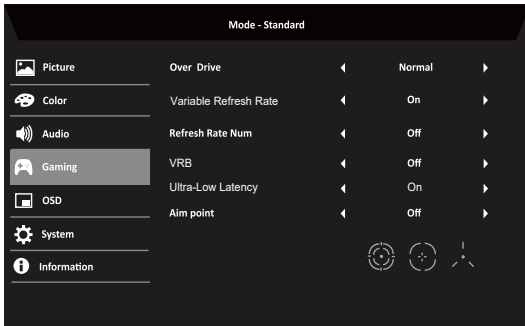 Mode - Standard
Picture
Over Drive Normal
Color
Variable Refresh Rate On
Audio
Refresh Rate Num Off
Gaming
VRB Off
Ultra-Low Latency On
OSD
Aim point Off
System
Information